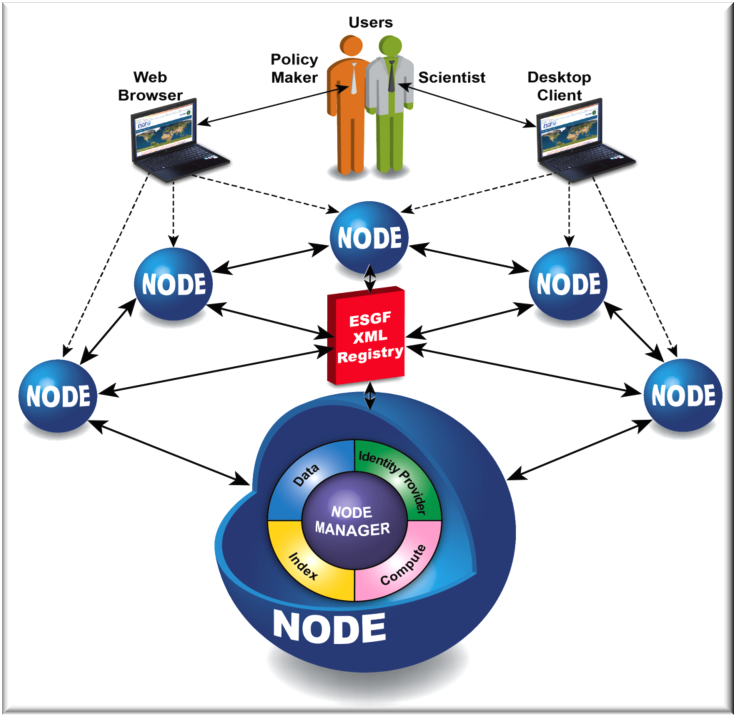 Users
Policy
Maker
Scientist
Web
Browser
Desktop
Client
NODE
NODE
NODE
NODE
NODE
ESGF
XML
Registry
Data
Identity Provider
NODE
MANAGER
Index
Compute
NODE